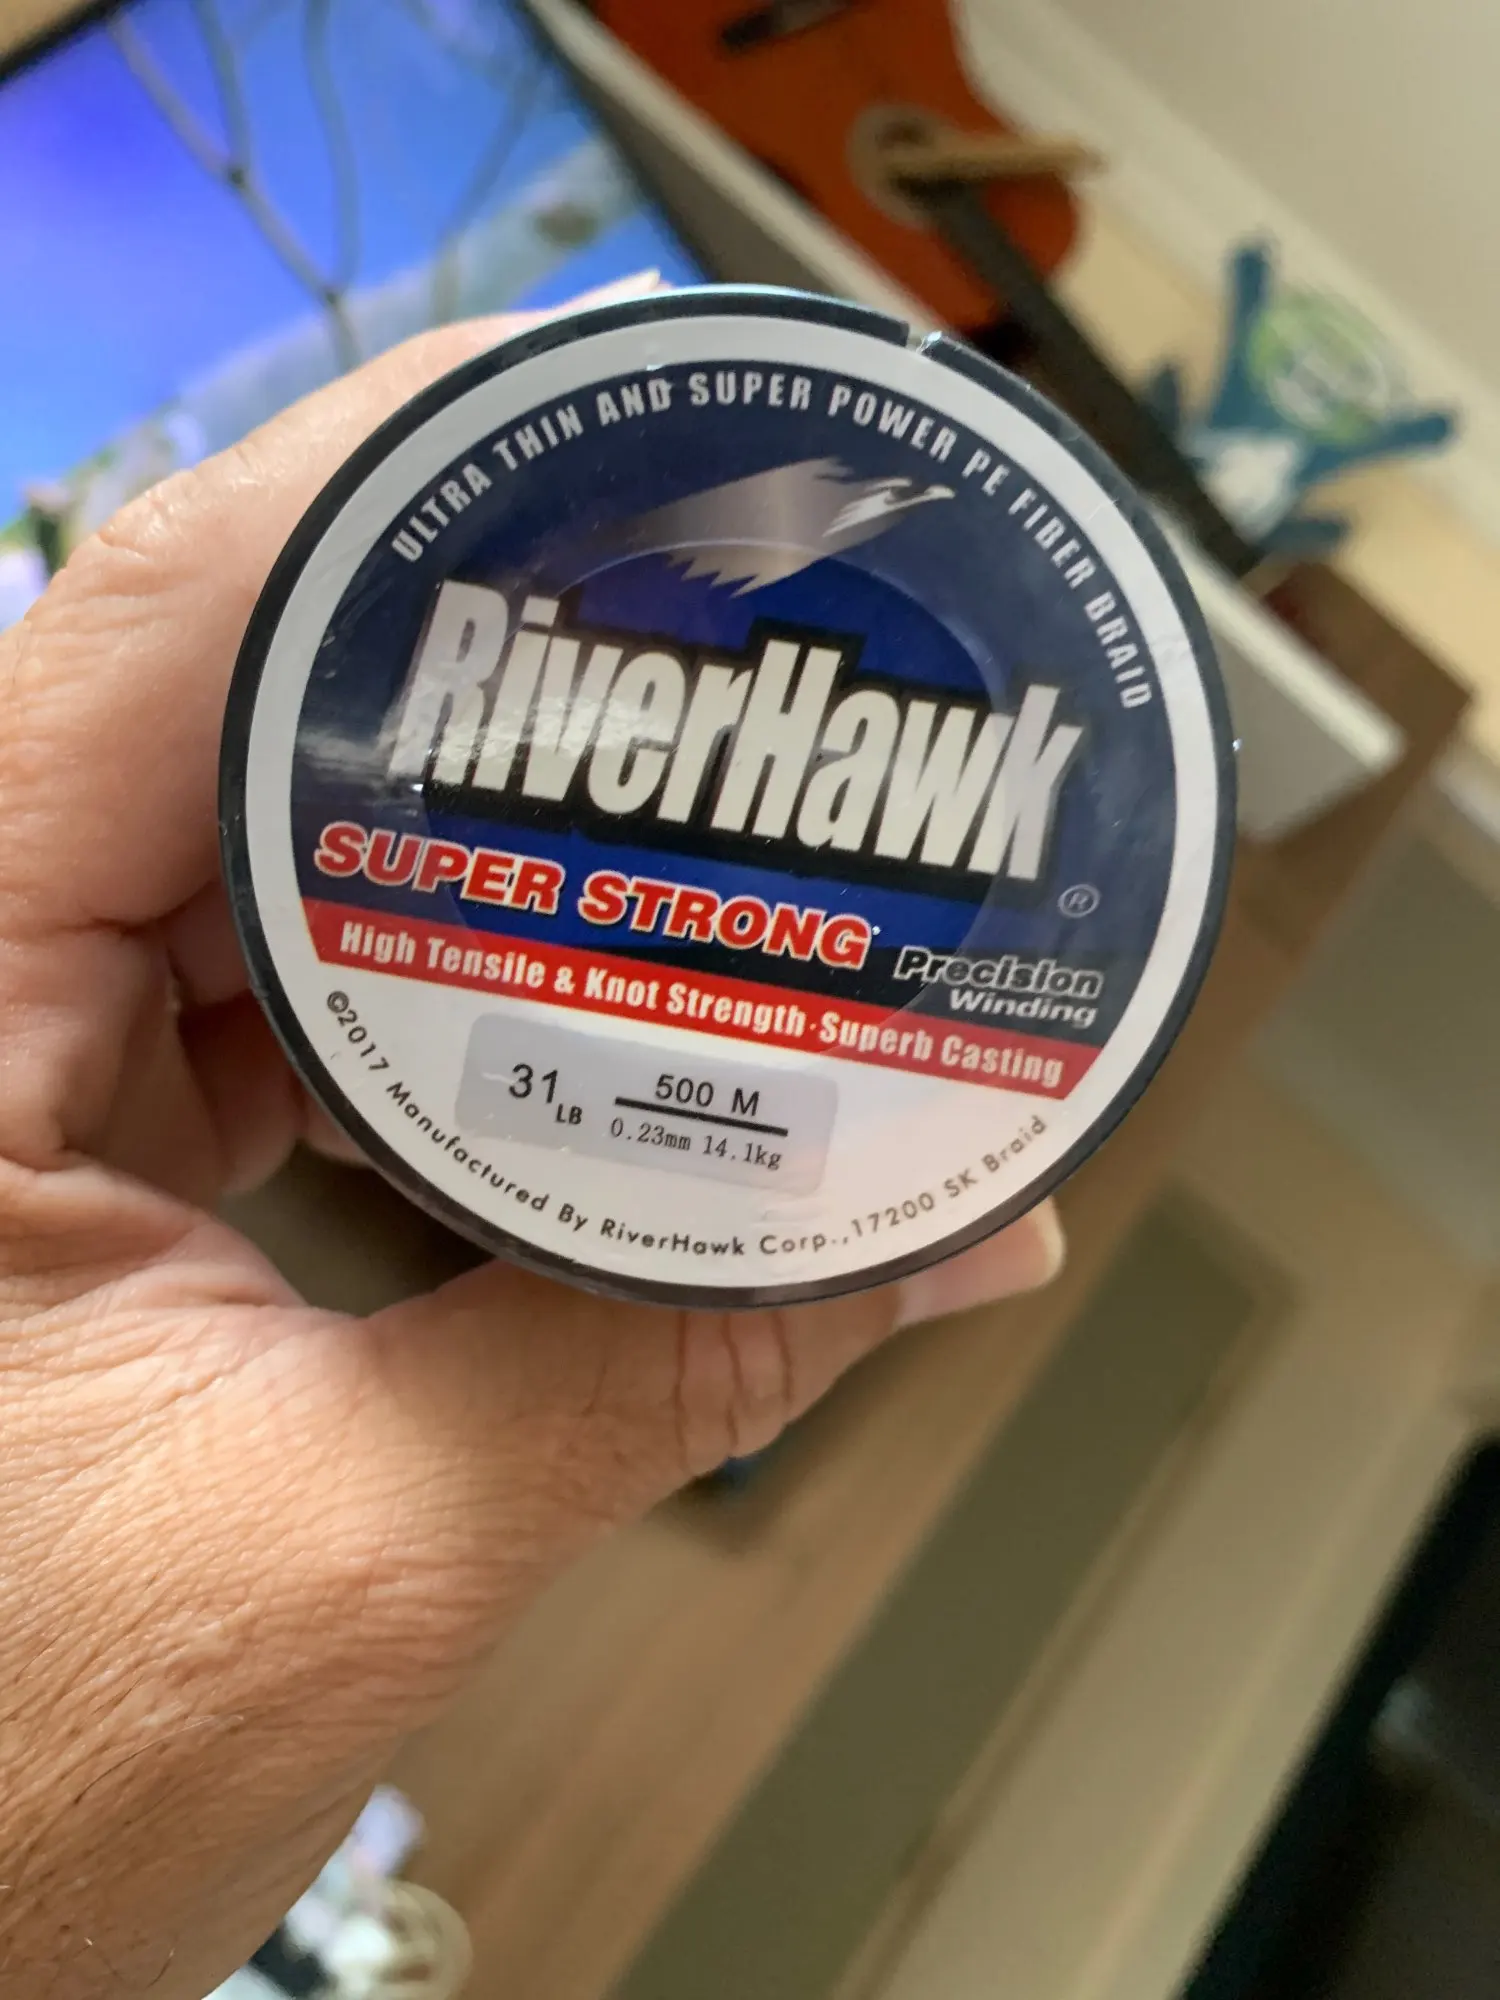 ULTRA THIN AND SUPER POWER PE FIBER BRAID
RiverHawk
®
SUPER STRONG
Precision
Winding
High Tensile & Knot Strength·Superb Casting
31 LB
500 M
0.23mm 14.1kg
©2017 Manufactured By RiverHawk Corp.,17200 SK Braid